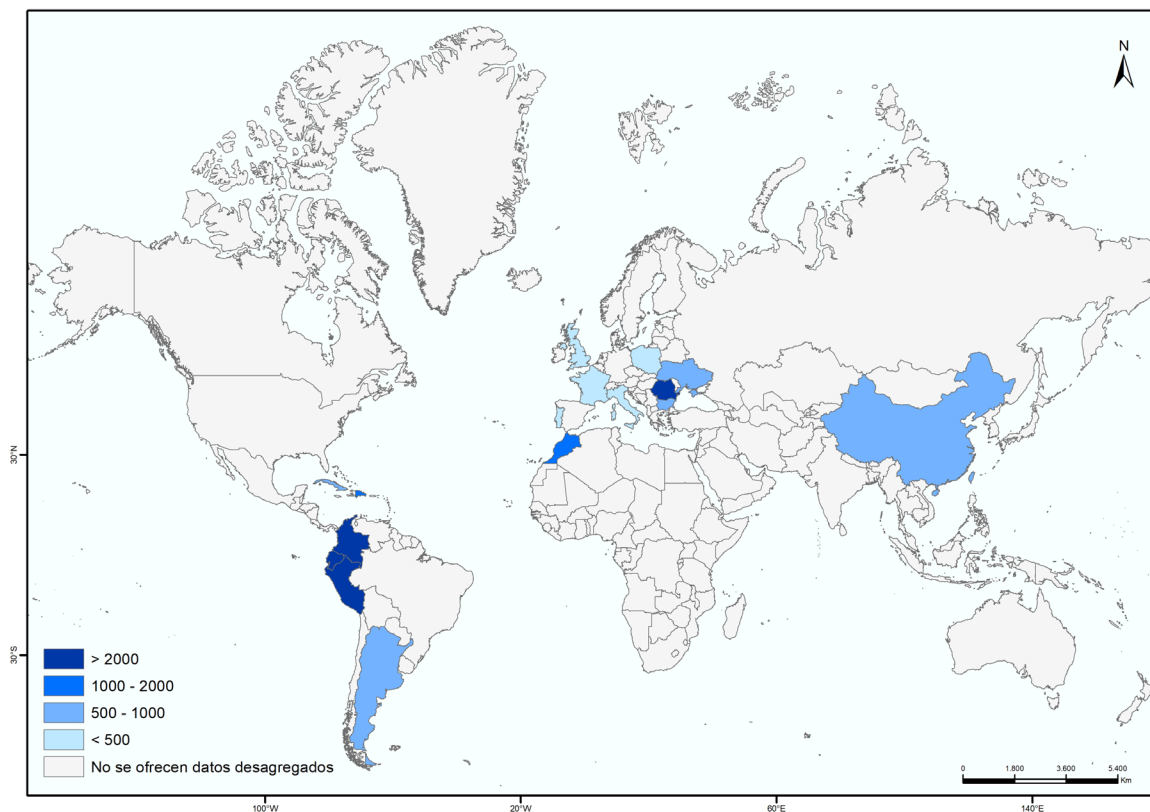 N
30°N
30°S
> 2000
1000 - 2000
500 - 1000
< 500
No se ofrecen datos desagregados
0 1.800 3.600 5.400
Km
100°W 20°W 60°E 140°E